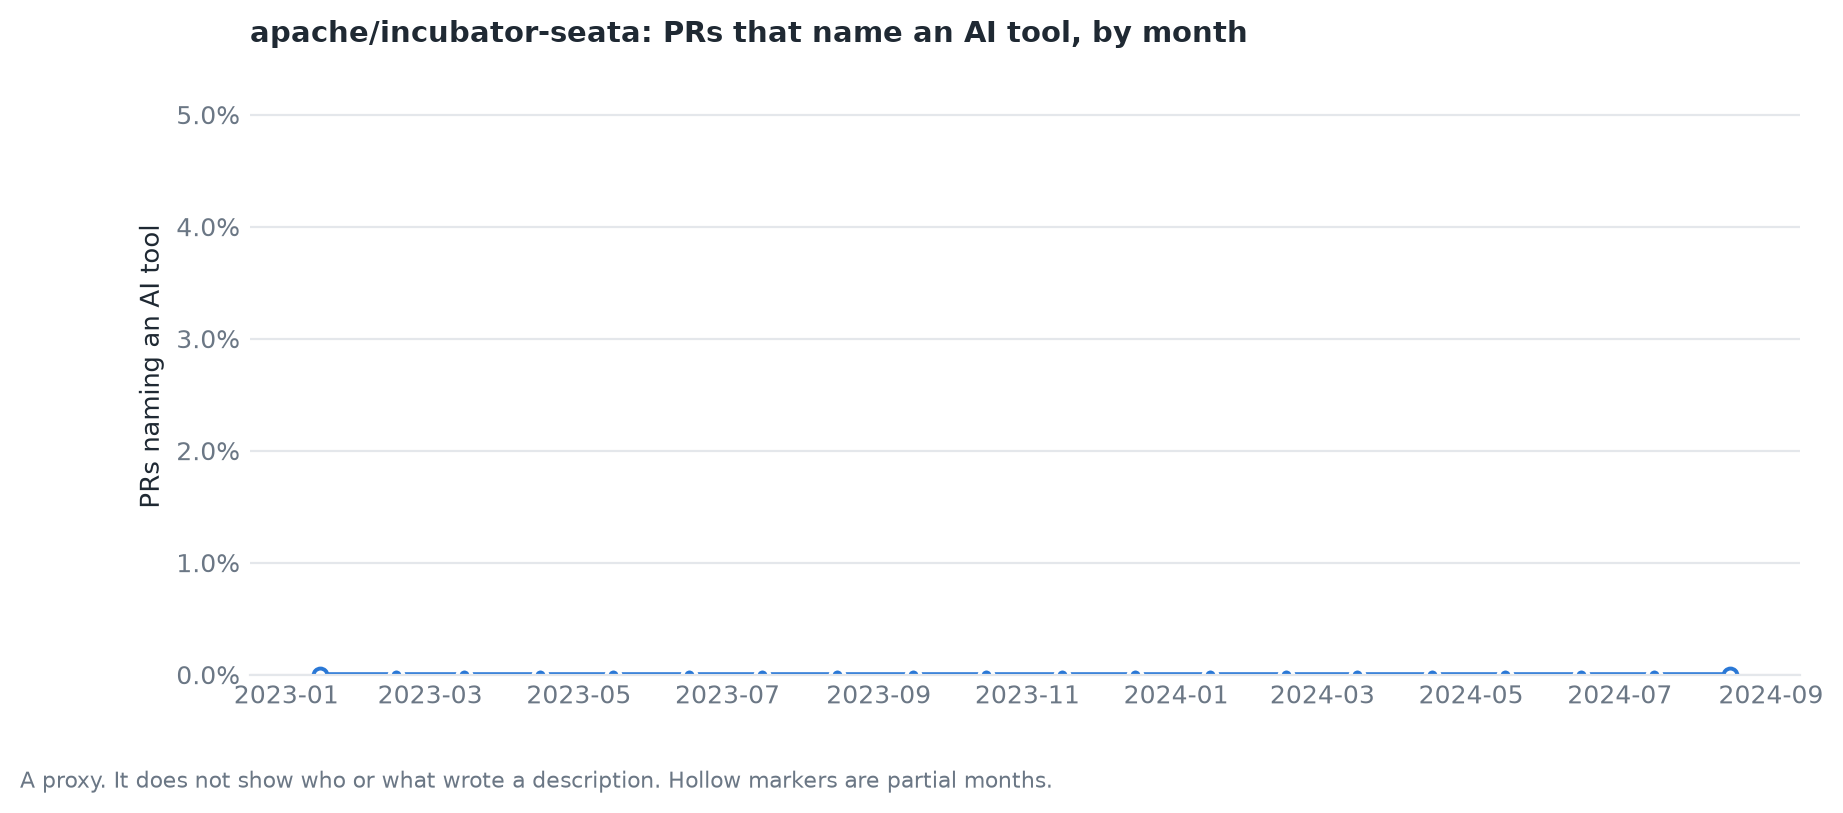 apache/incubator-seata: PRs that name an AI tool, by month
PRs naming an AI tool
5.0%
4.0%
3.0%
2.0%
1.0%
0.0%
2023-01 2023-03 2023-05 2023-07 2023-09 2023-11 2024-01 2024-03 2024-05 2024-07 2024-09
A proxy. It does not show who or what wrote a description. Hollow markers are partial months.